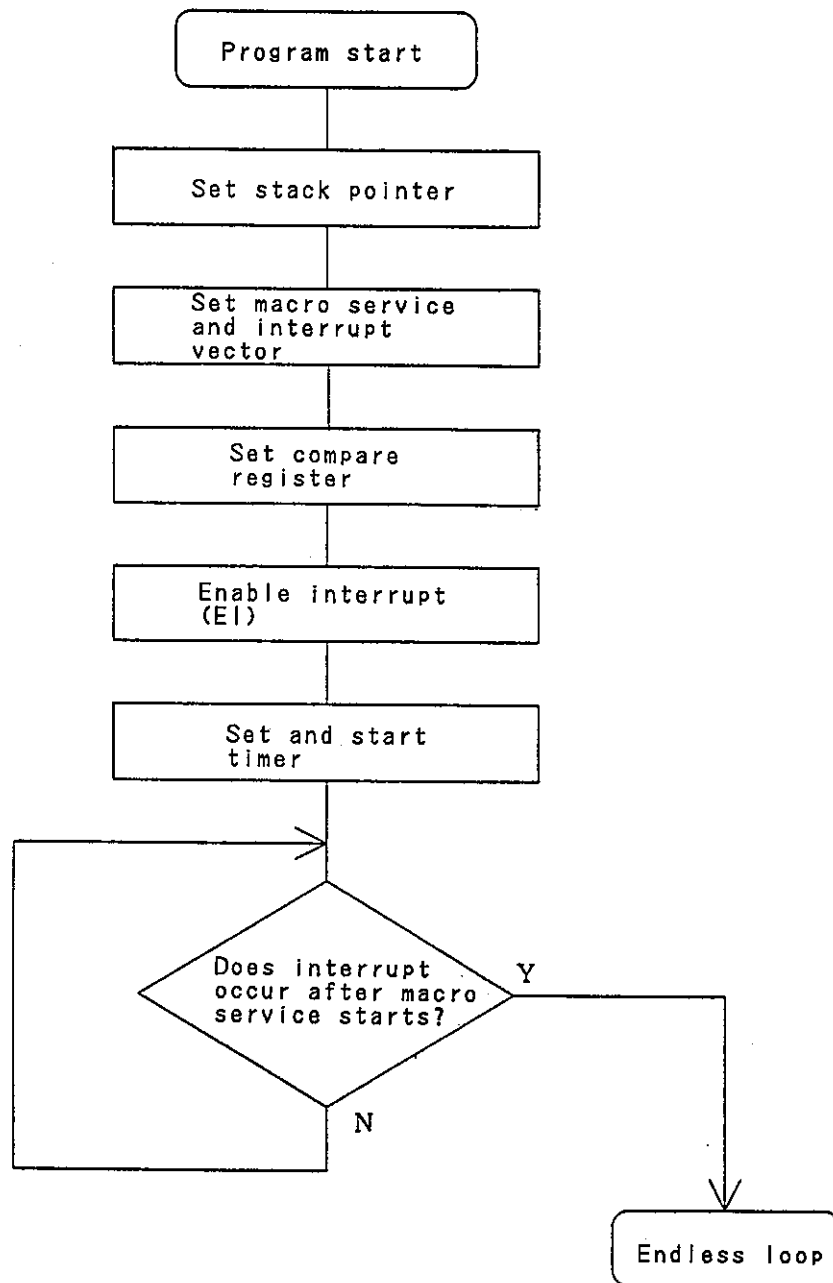 Program start
Set stack pointer
Set macro service
and interrupt
vector
Set compare
register
Enable interrupt
(EI)
Set and start
timer
Does interrupt
occur after macro
service starts?
Y
N
Endless loop